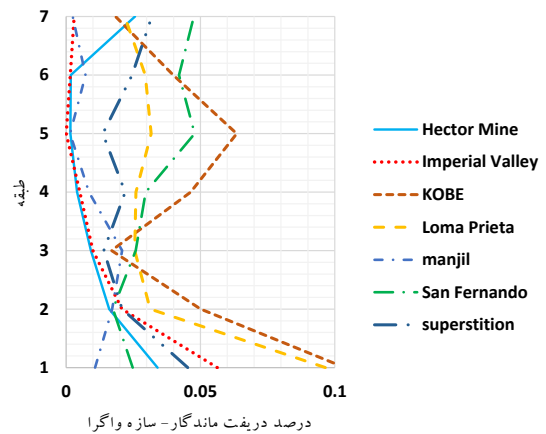 7
6
5
4
3
2
1
طبقه
0
0.05
0.1
درصد دریفت ماندگار- سازه واگرا
Hector Mine
Imperial Valley
KOBE
Loma Prieta
manjil
San Fernando
superstition